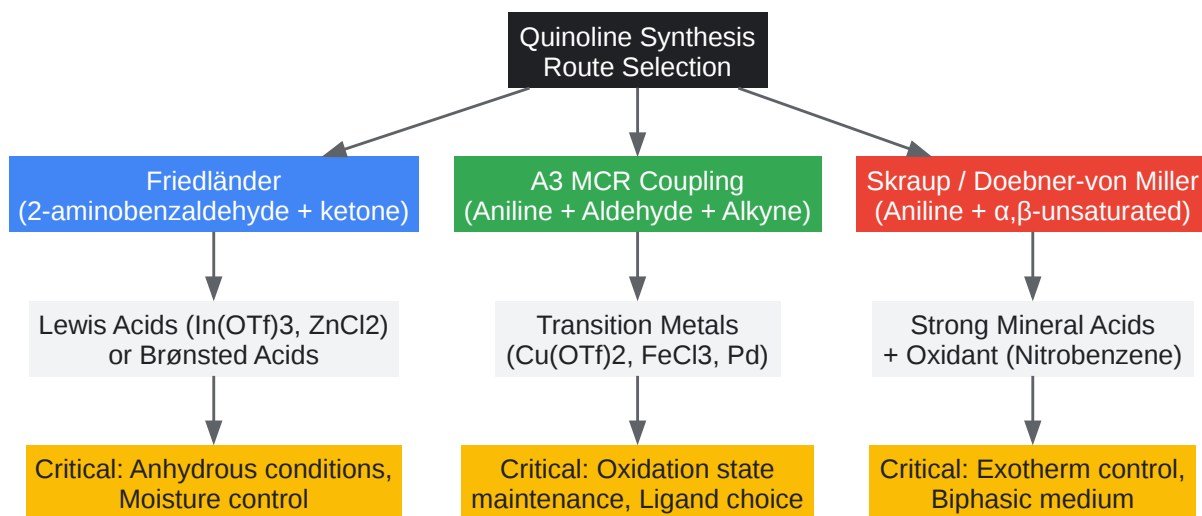 Quinoline Synthesis
Route Selection
Friedländer
(2-aminobenzaldehyde + ketone)
A3 MCR Coupling
(Aniline + Aldehyde + Alkyne)
Skraup / Doebner-von Miller
(Aniline + α,β-unsaturated)
Lewis Acids (In(OTf)3, ZnCl2)
or Brønsted Acids
Transition Metals
(Cu(OTf)2, FeCl3, Pd)
Strong Mineral Acids
+ Oxidant (Nitrobenzene)
Critical: Anhydrous conditions,
Moisture control
Critical: Oxidation state
maintenance, Ligand choice
Critical: Exotherm control,
Biphasic medium